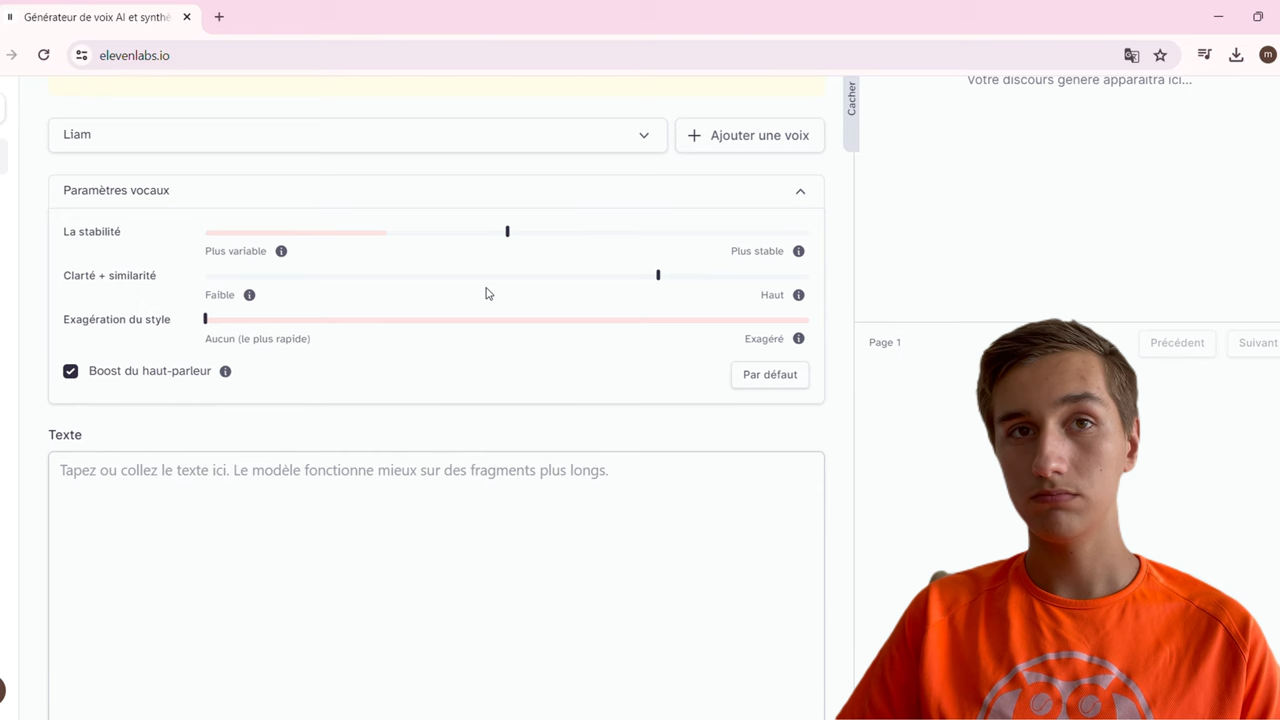 Générateur de voix AI et synthè
elevenlabs.io
m
Votre discours généré apparaîtra ici...
Cacher
Liam
Ajouter une voix
Paramètres vocaux
La stabilité
Plus variable
Plus stable
Clarté + similarité
Faible
Haut
Exagération du style
Aucun (le plus rapide)
Exagéré
Boost du haut-parleur
Par défaut
Page 1
Précédent
Suivant
Texte
Tapez ou collez le texte ici. Le modèle fonctionne mieux sur des fragments plus longs.